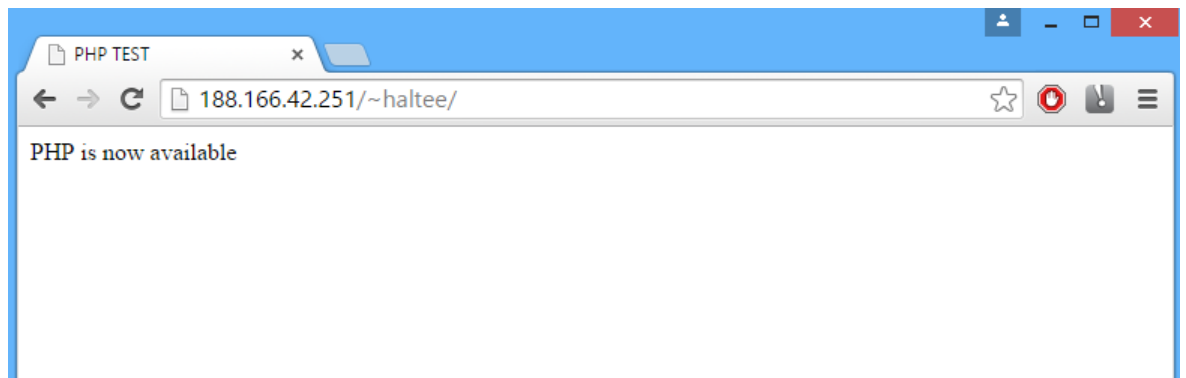 PHP TEST
188.166.42.251/~haltee/
PHP is now available